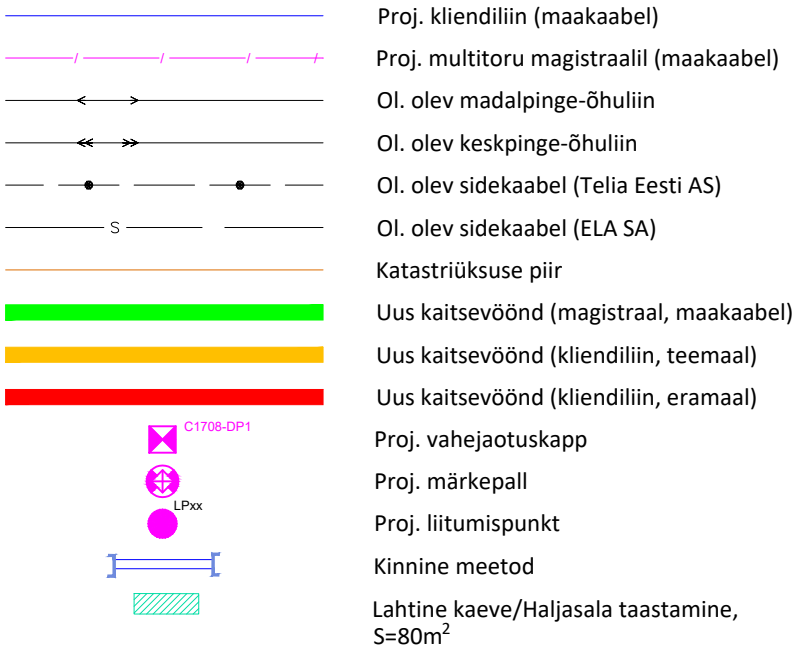 Proj. kliendiliin (maakaabel)
Proj. multitoru magistraalil (maakaabel)
Ol. olev madalpinge-õhuliin
Ol. olev keskpinge-õhuliin
Ol. olev sidekaabel (Telia Eesti AS)
S Ol. olev sidekaabel (ELA SA)
Katastriüksuse piir
Uus kaitsevöönd (magistraal, maakaabel)
Uus kaitsevöönd (kliendiliin, teemaal)
Uus kaitsevöönd (kliendiliin, eramaal)
C1708-DP1
Proj. vahejaotuskapp
Proj. märkepall
LPxx
Proj. liitumispunkt
Kinnine meetod
Lahtine kaeve/Haljasala taastamine,
S=80m²